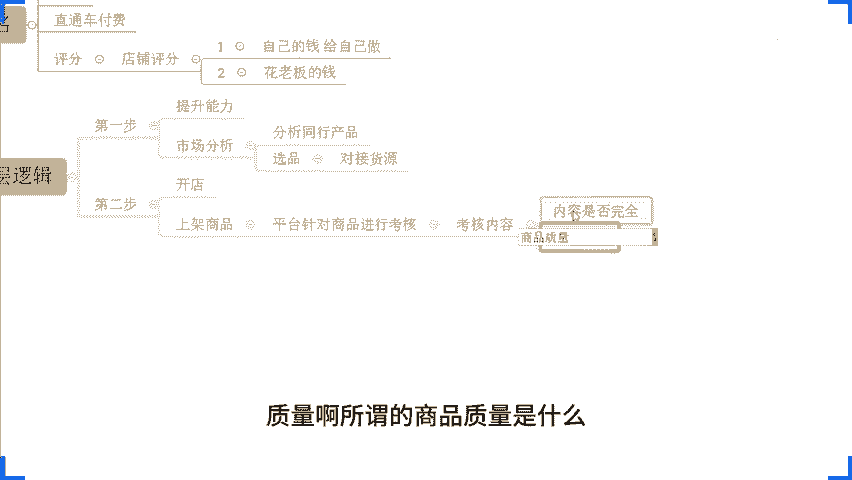 名
直通车付费
评分 店铺评分
1 自己的钱 给自己做
2 花老板的钱
层逻辑
第一步
提升能力
市场分析
分析同行产品
选品 对接货源
第二步
开店
上架商品 平台针对商品进行考核 考核内容
内容是否完全
商品质量
质量啊所谓的商品质量是什么